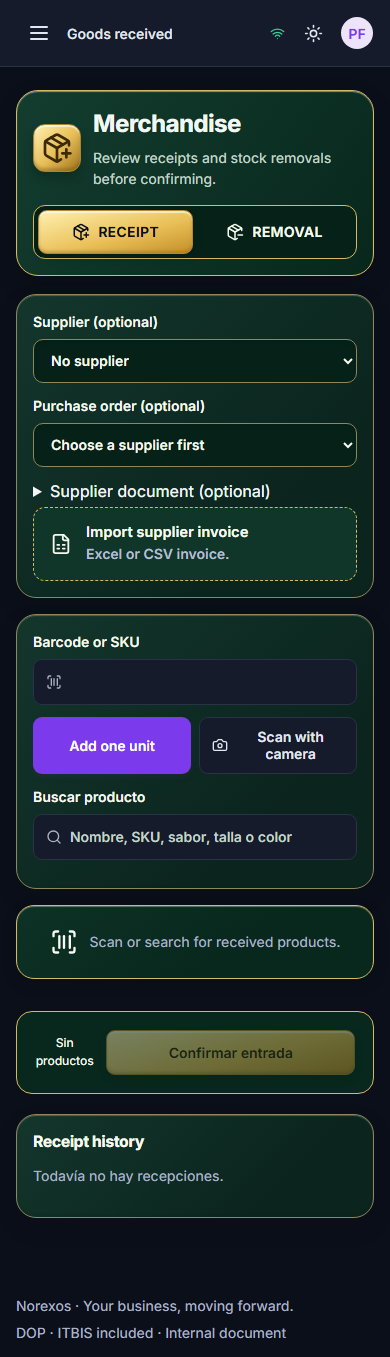 Goods received
PF
Merchandise
Review receipts and stock removals
before confirming.
RECEIPT
REMOVAL
Supplier (optional)
No supplier
Purchase order (optional)
Choose a supplier first
Supplier document (optional)
Import supplier invoice
Excel or CSV invoice.
Barcode or SKU
Add one unit
Scan with
camera
Buscar producto
Nombre, SKU, sabor, talla o color
Scan or search for received products.
Sin
productos
Confirmar entrada
Receipt history
Todavía no hay recepciones.
Norexos · Your business, moving forward.
DOP · ITBIS included · Internal document